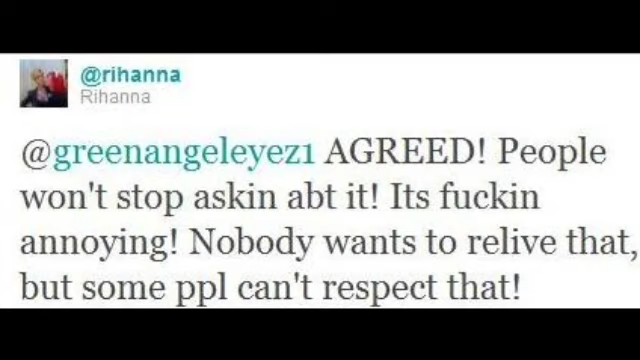 @rihanna
Rihanna
@greenangeleyez1 AGREED! People
won't stop askin abt it! Its fuckin
annoying! Nobody wants to relive that,
but some ppl can't respect that!